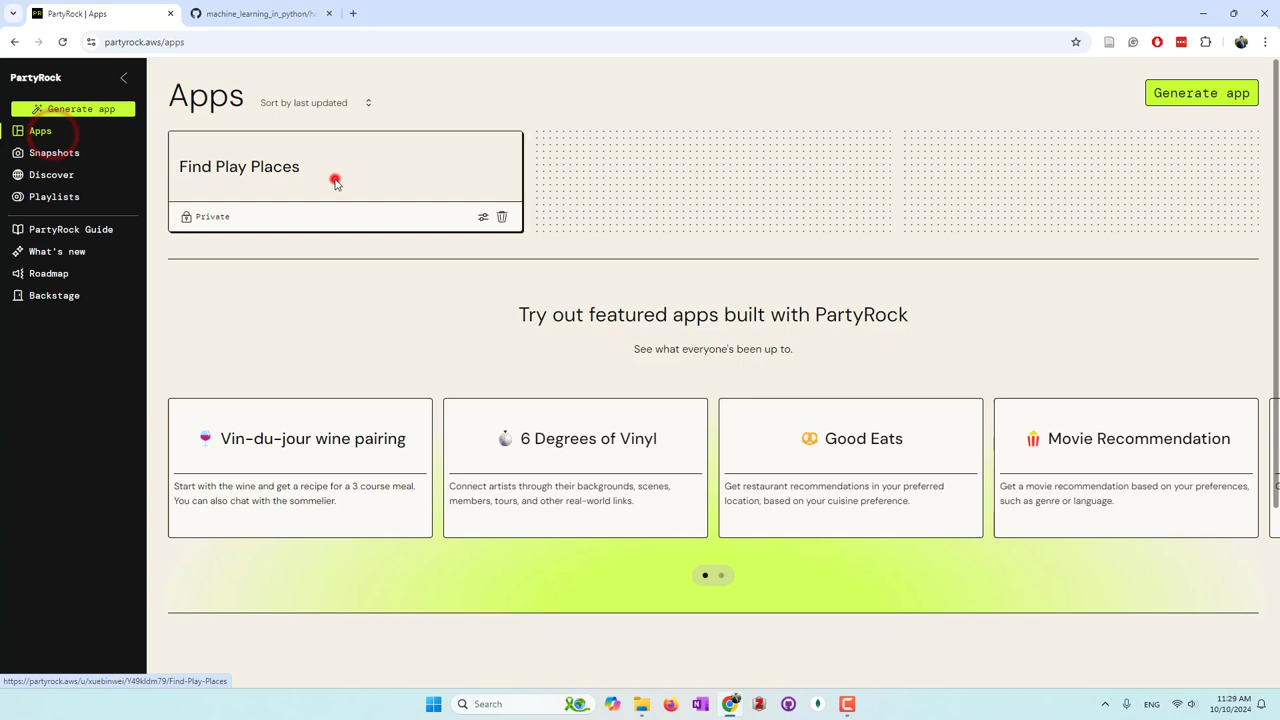 PartyRock | Apps
machine_learning_in_python/ho
partyrock.aws/apps
PartyRock
Generate app
Apps
Snapshots
Discover
Playlists
PartyRock Guide
What's new
Roadmap
Backstage
Apps
Sort by last updated
Generate app
Find Play Places
Private
Try out featured apps built with PartyRock
See what everyone's been up to.
Vin-du-jour wine pairing
Start with the wine and get a recipe for a 3 course meal.
You can also chat with the sommelier.
6 Degrees of Vinyl
Connect artists through their backgrounds, scenes,
members, tours, and other real-world links.
Good Eats
Get restaurant recommendations in your preferred
location, based on your cuisine preference.
Movie Recommendation
Get a movie recommendation based on your preferences,
such as genre or language.
https://partyrock.aws/u/xuebinwei/Y49kldm79/Find-Play-Places
Search
ENG
11:29 AM
10/10/2024